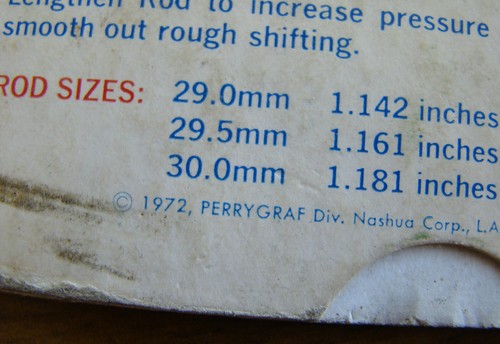 Lengthen Rod to increase pressure
smooth out rough shifting.
ROD SIZES: 29.0mm 1.142 inches
29.5mm 1.161 inches
30.0mm 1.181 inches
© 1972, PERRYGRAF Div. Nashua Corp., L.A